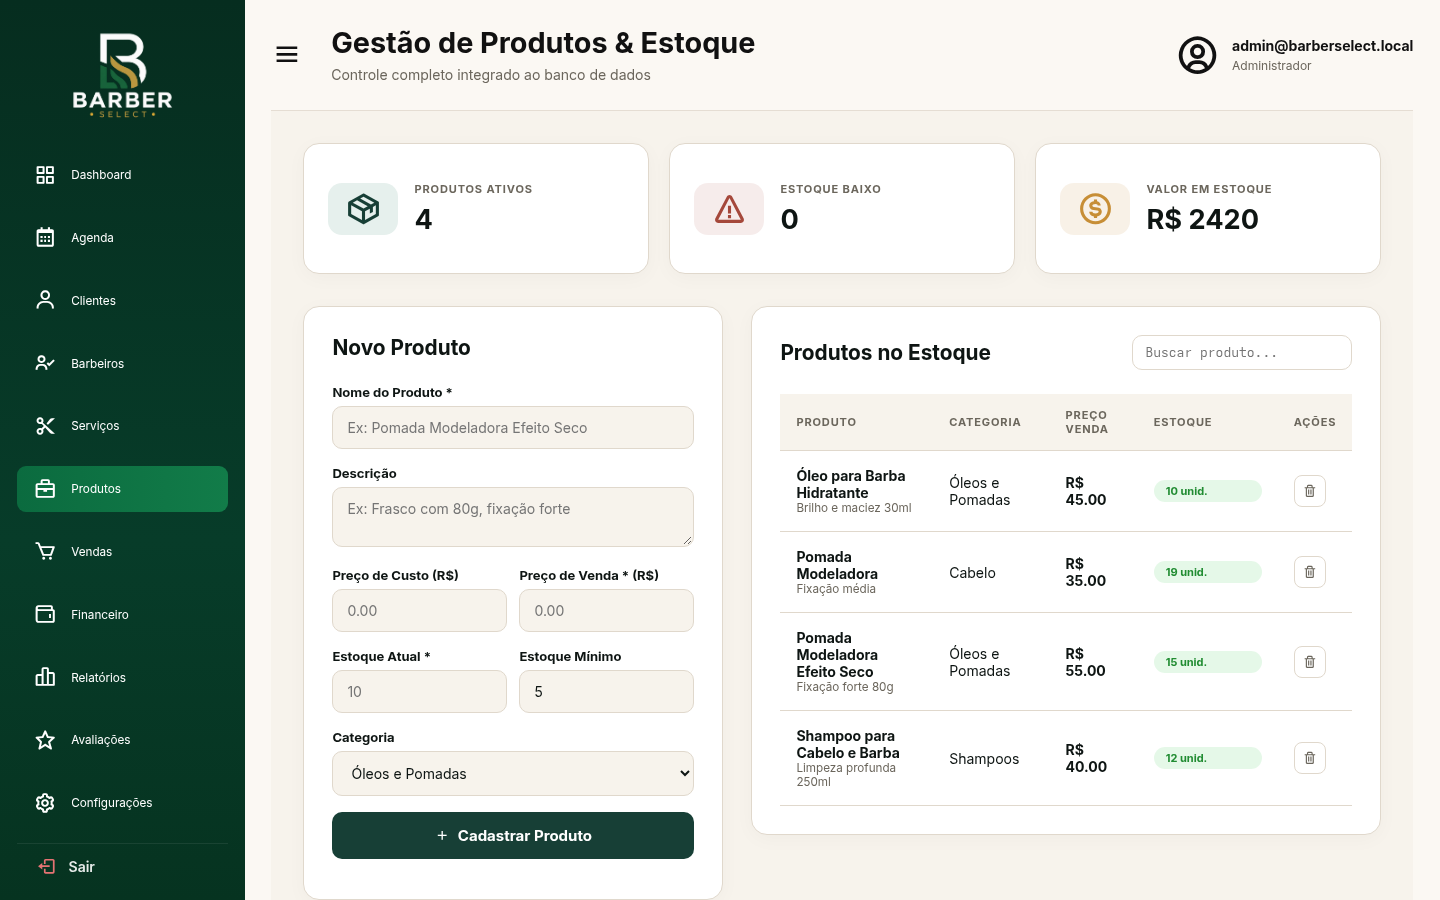 BARBER
SELECT
Dashboard
Agenda
Clientes
Barbeiros
Serviços
Produtos
Vendas
Financeiro
Relatórios
Avaliações
Configurações
Sair
Gestão de Produtos & Estoque
Controle completo integrado ao banco de dados
admin@barberselect.local
Administrador
PRODUTOS ATIVOS
4
ESTOQUE BAIXO
0
VALOR EM ESTOQUE
R$ 2420
Novo Produto
Nome do Produto *
Ex: Pomada Modeladora Efeito Seco
Descrição
Ex: Frasco com 80g, fixação forte
Preço de Custo (R$)
Preço de Venda * (R$)
0.00
0.00
Estoque Atual *
Estoque Mínimo
10
5
Categoria
Óleos e Pomadas
+ Cadastrar Produto
Produtos no Estoque
Buscar produto...
PRODUTO
CATEGORIA
PREÇO
VENDA
ESTOQUE
AÇÕES
Óleo para Barba
Hidratante
Brilho e maciez 30ml
Óleos e
Pomadas
R$
45.00
10 unid.
Pomada
Modeladora
Fixação média
Cabelo
R$
35.00
19 unid.
Pomada
Modeladora
Efeito Seco
Fixação forte 80g
Óleos e
Pomadas
R$
55.00
15 unid.
Shampoo para
Cabelo e Barba
Limpeza profunda
250ml
Shampoos
R$
40.00
12 unid.